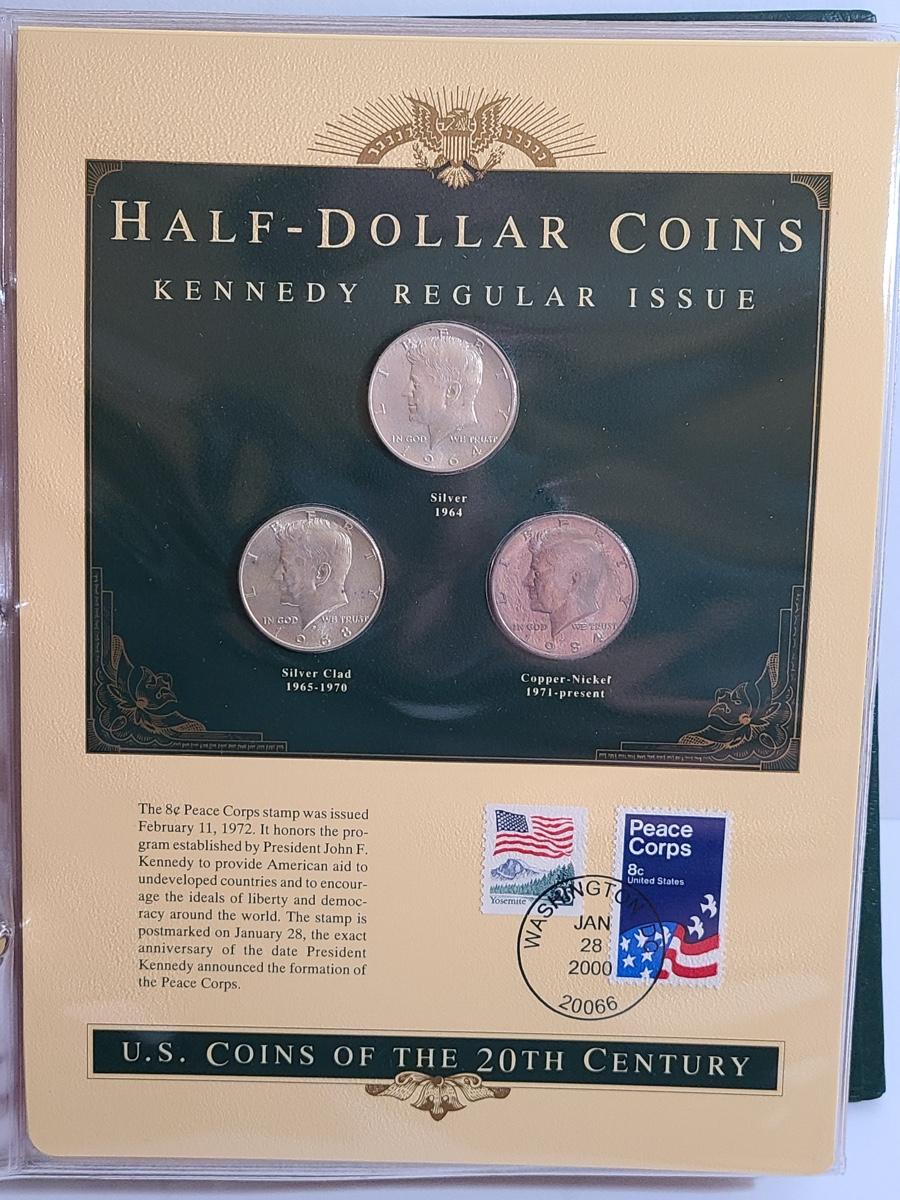 HALF-DOLLAR COINS
KENNEDY REGULAR ISSUE
LIBERTY
IN GOD WE TRUST
1964
Silver
1964
LIBERTY
IN GOD WE TRUST
1968
Silver Clad
1965-1970
LIBERTY
IN GOD WE TRUST
198
Copper-Nickel
1971-present
The 8¢ Peace Corps stamp was issued
February 11, 1972. It honors the pro-
gram established by President John F.
Kennedy to provide American aid to
undeveloped countries and to encour-
age the ideals of liberty and democ-
racy around the world. The stamp is
postmarked on January 28, the exact
anniversary of the date President
Kennedy announced the formation of
the Peace Corps.
Yosemite
Peace
Corps
8c
United States
WASHINGTON DC
JAN
28
2000
20066
U.S. COINS OF THE 20TH CENTURY